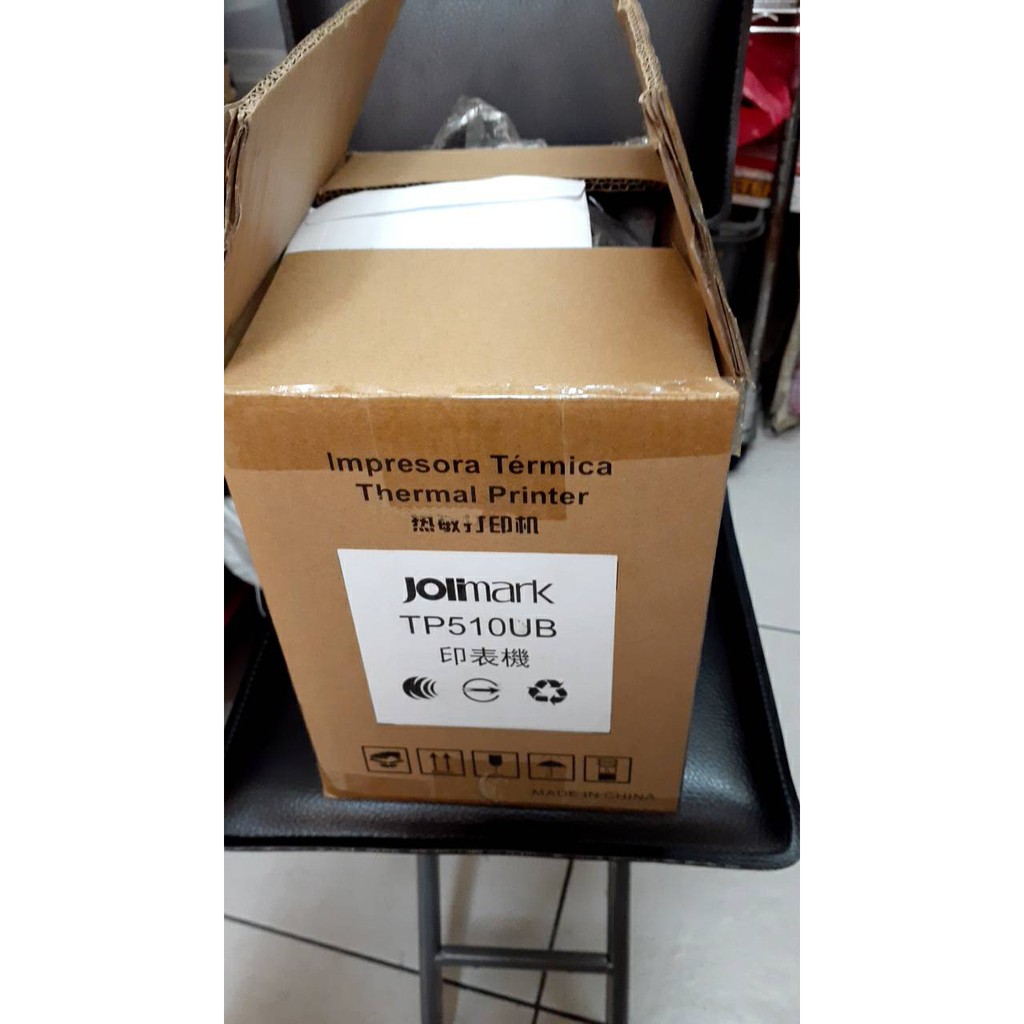 Impresora Térmica
Thermal Printer
热敏打印机
Jolimark
TP510UB
印表機
MADE IN CHINA